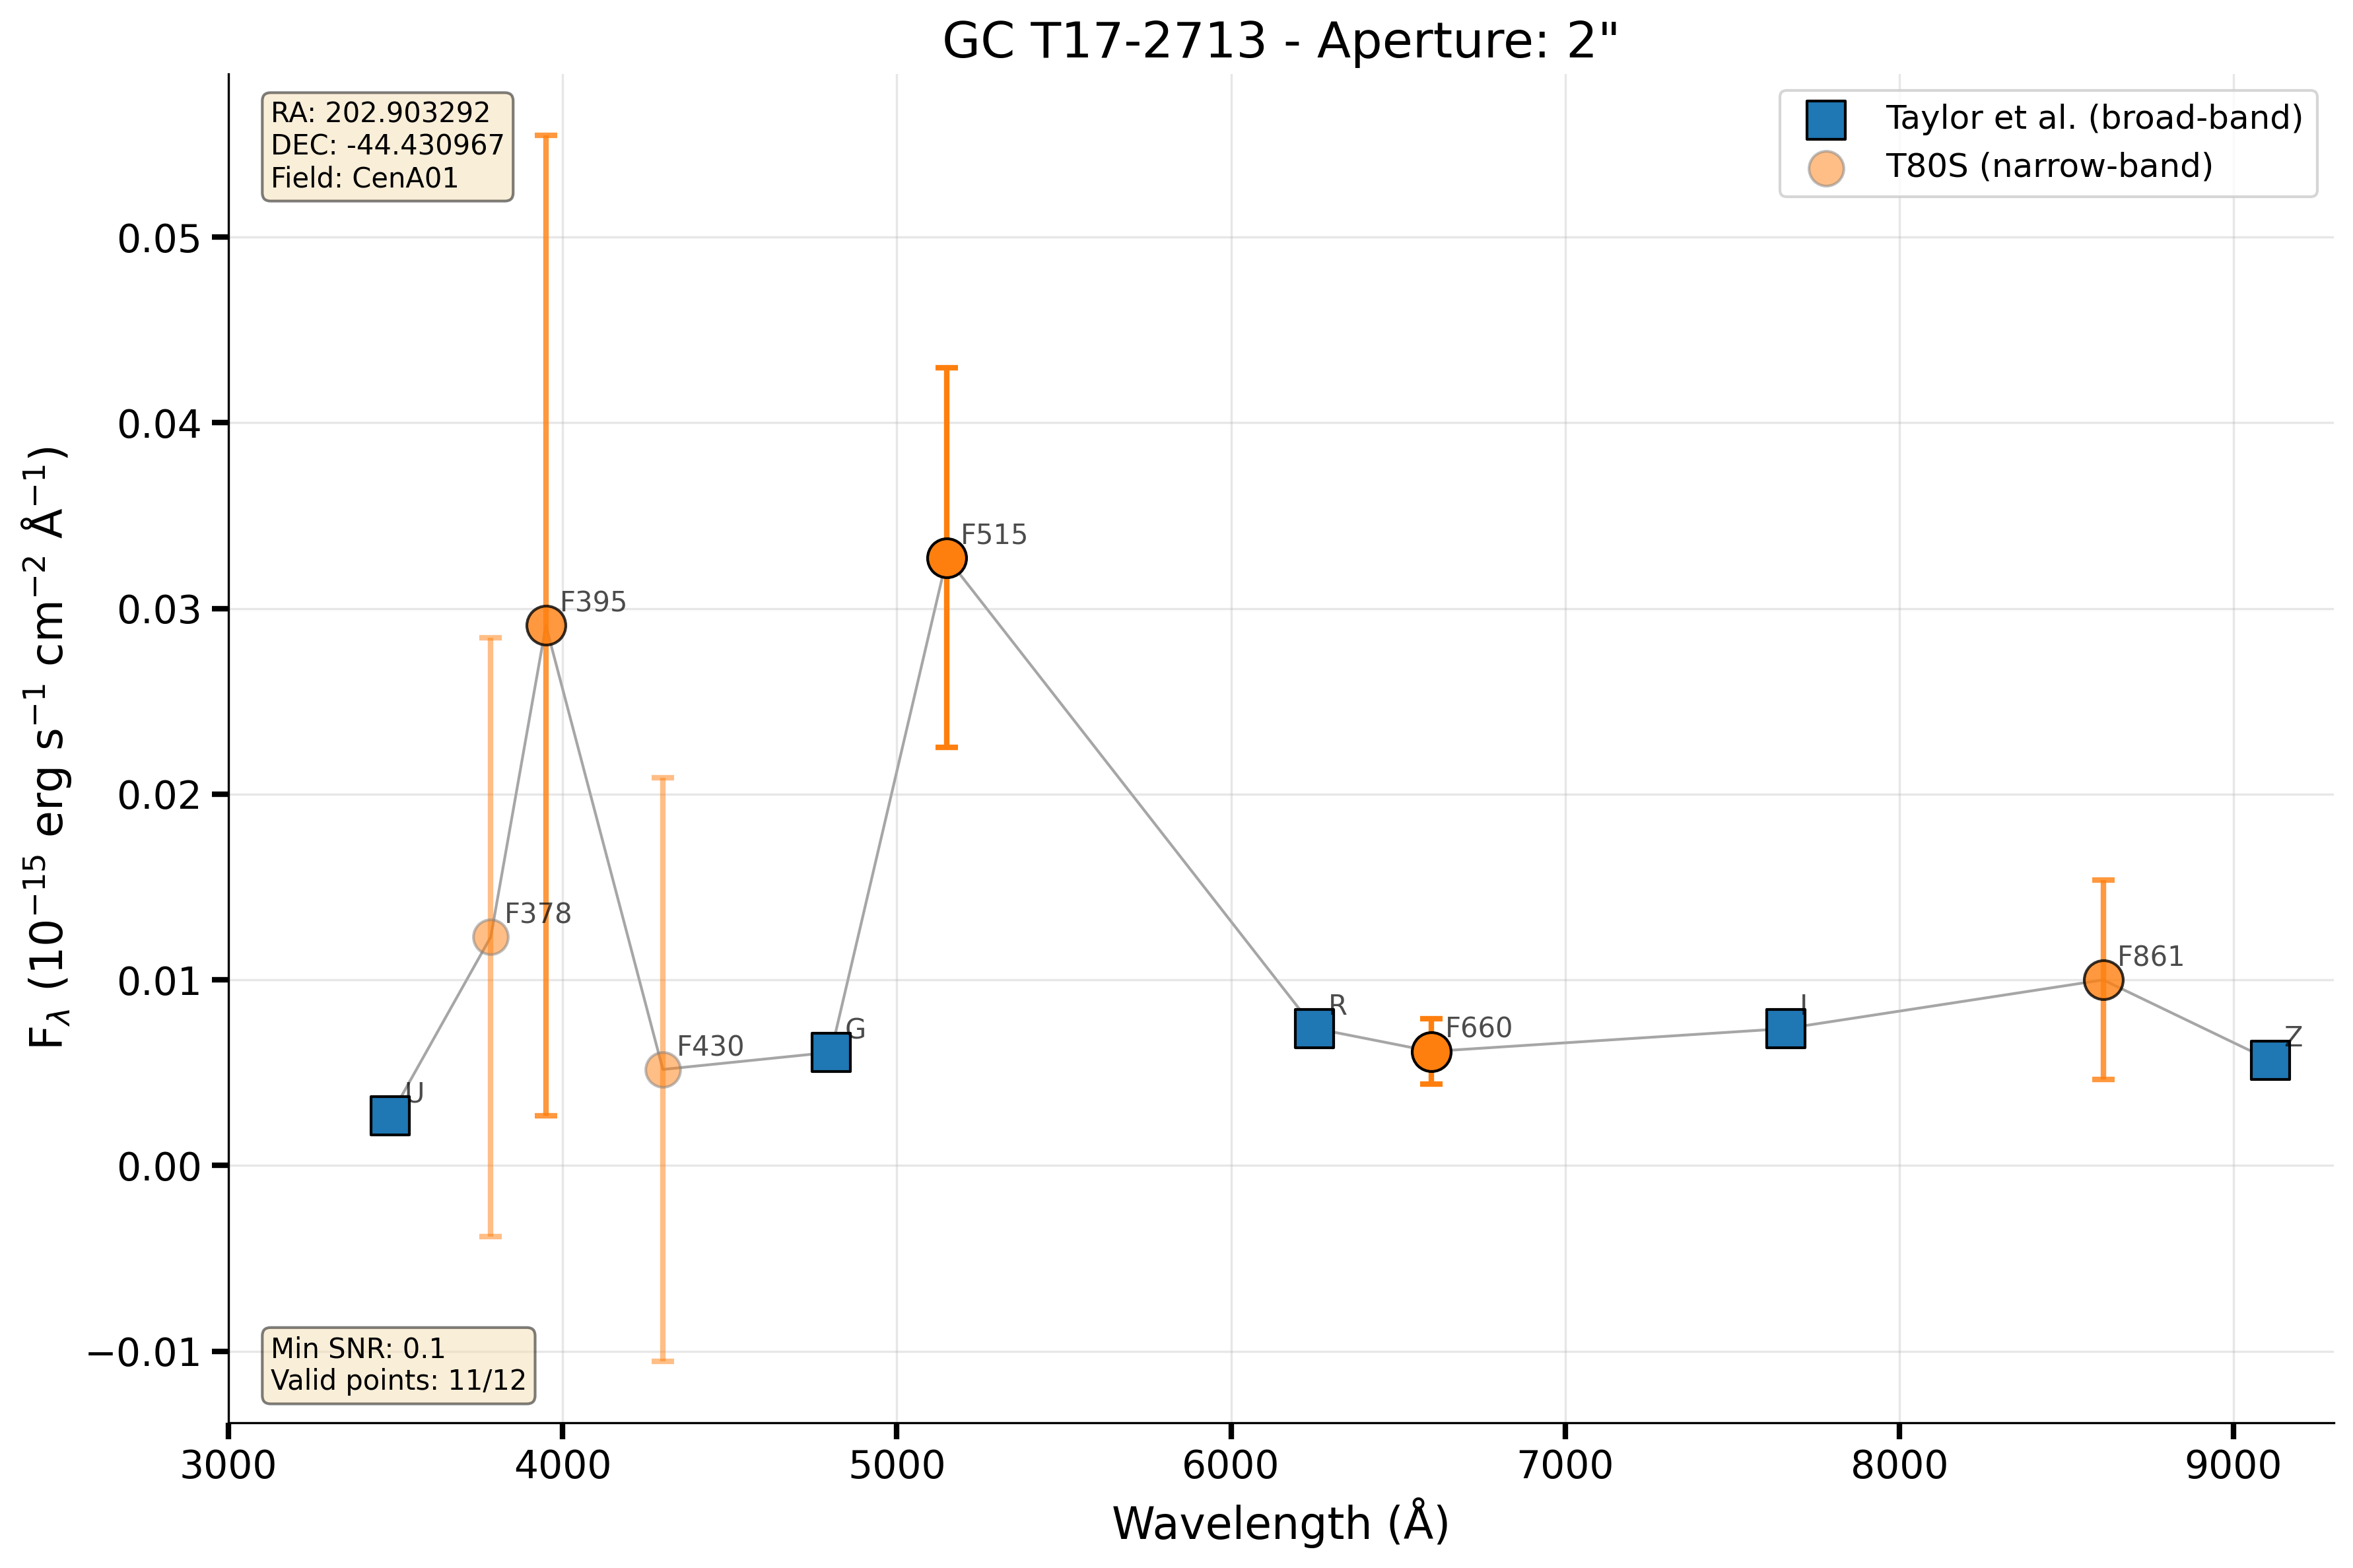 GC T17-2713 - Aperture: 2"
RA: 202.903292
DEC: -44.430967
Field: CenA01
Taylor et al. (broad-band)
T80S (narrow-band)
F_λ (10⁻¹⁵ erg s⁻¹ cm⁻² Å⁻¹)
0.05
0.04
0.03
0.02
0.01
0.00
−0.01
U
F378
F395
F430
G
F515
R
F660
I
F861
Z
Min SNR: 0.1
Valid points: 11/12
3000 4000 5000 6000 7000 8000 9000
Wavelength (Å)